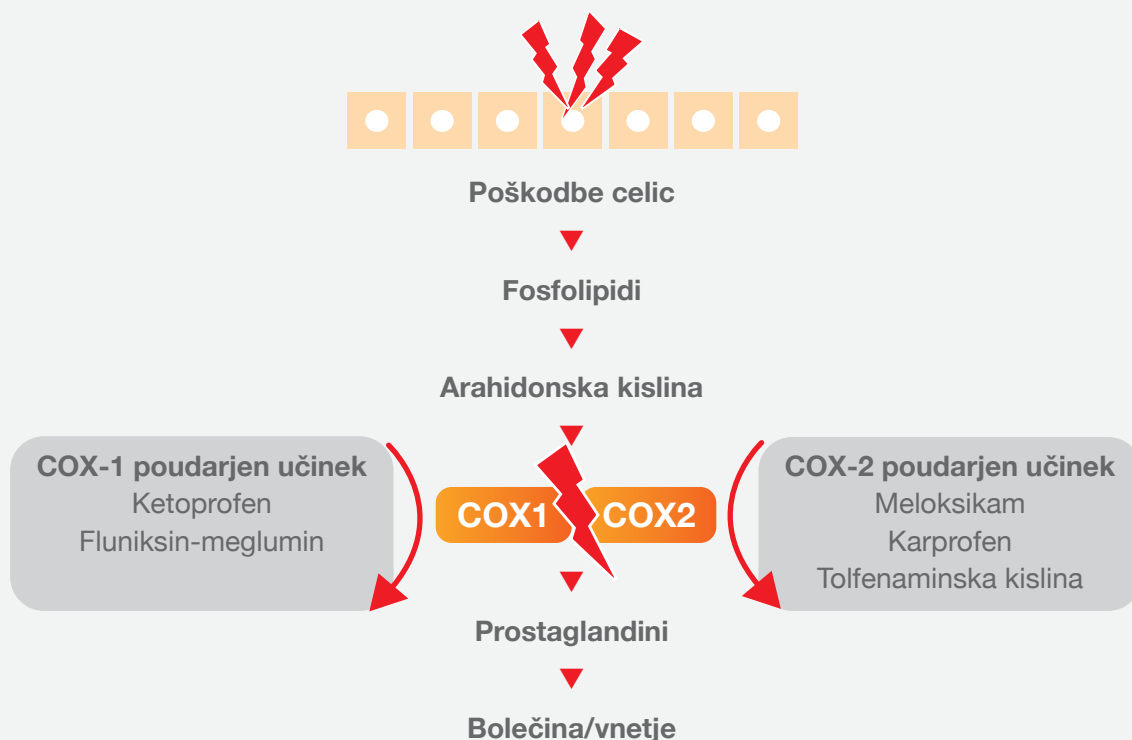 Poškodbe celic
Fosfolipidi
Arahidonska kislina
COX-1 poudarjen učinek
Ketoprofen
Fluniksin-meglumin
COX1
COX2
COX-2 poudarjen učinek
Meloksikam
Karprofen
Tolfenaminska kislina
Prostaglandini
Bolečina/vnetje